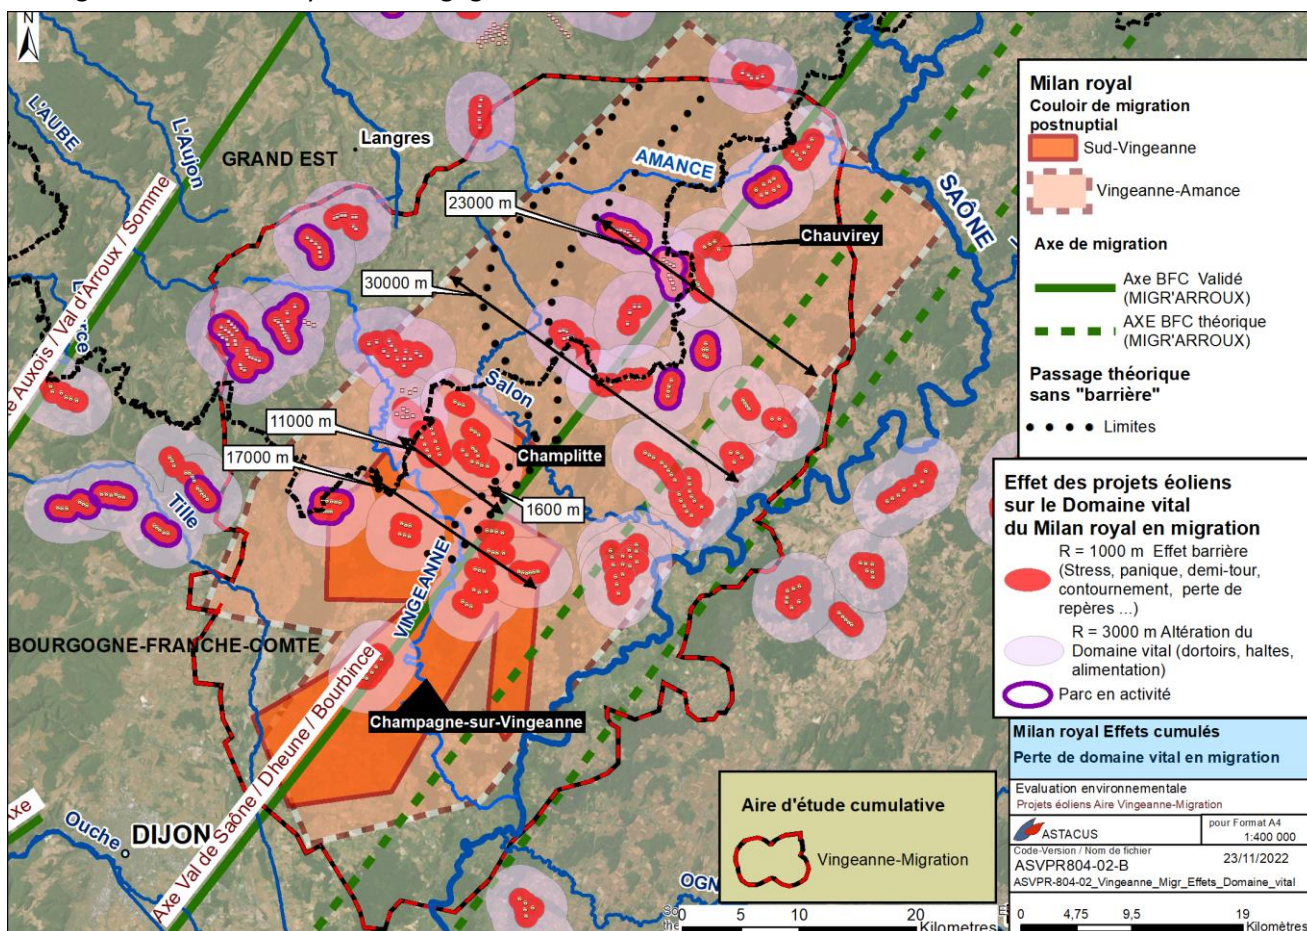 N
L'AUBE
L'Aujon
Langres
GRAND EST
AMANCE
SAÔNE
23000 m
Chauvirey
30000 m
Salon
11000 m
17000 m
Champlitte
1600 m
Tille
VINGEANNE
BOURGOGNE-FRANCHE-COMTE
Champagne-sur-Vingeanne
Auxois / Val d'Arroux / Somme
Axe Val de Saône / Dheune / Bourbince
Ouche
DIJON
Milan royal
Couloir de migration
postnuptial
Sud-Vingeanne
Vingeanne-Amance
Axe de migration
Axe BFC Validé
(MIGR'ARROUX)
AXE BFC théorique
(MIGR'ARROUX)
Passage théorique
sans "barrière"
Limites
Effet des projets éoliens
sur le Domaine vital
du Milan royal en migration
R = 1000 m Effet barrière
(Stress, panique, demi-tour,
contournement, perte de
repères ...)
R = 3000 m Altération du
Domaine vital (dortoirs, haltes,
alimentation)
Parc en activité
Milan royal Effets cumulés
Perte de domaine vital en migration
Evaluation environnementale
Projets éoliens Aire Vingeanne-Migration
ASTACUS
pour Format A4
1:400 000
Code-Version / Nom de fichier
ASVPR804-02-B
23/11/2022
ASVPR-804-02_Vingeanne_Migr_Effets_Domaine_vital
0 4,75 9,5 19
Kilomètres
Aire d'étude cumulative
Vingeanne-Migration
OGN
0 5 10 20
Kilomètres